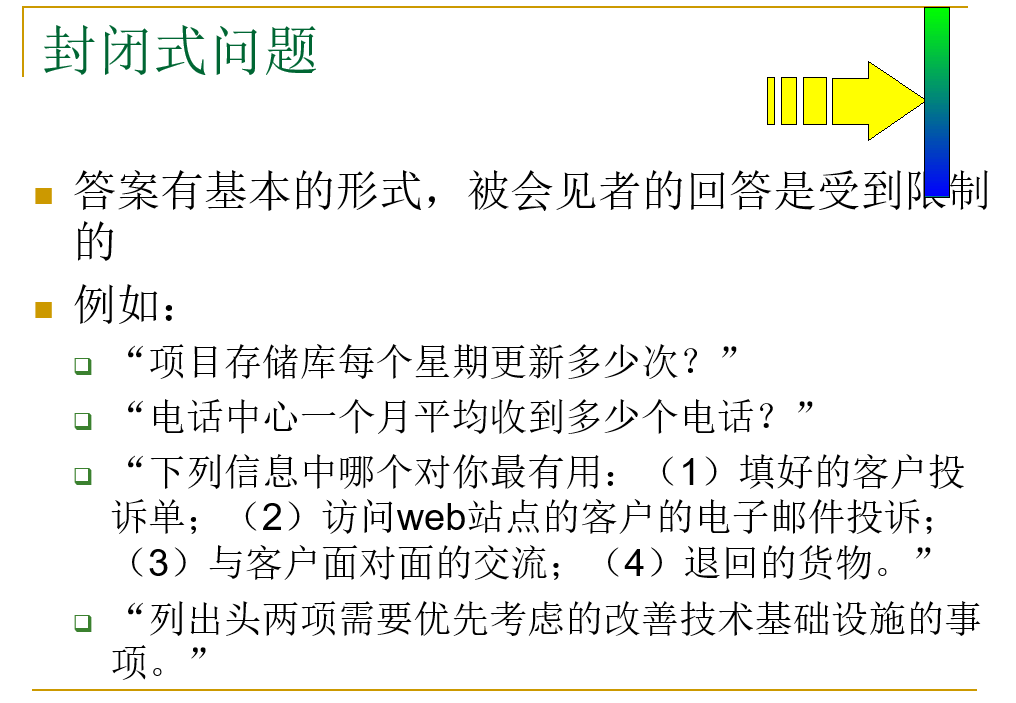 封闭式问题
答案有基本的形式，被会见者的回答是受到限制
的
例如：
“项目存储库每个星期更新多少次？”
“电话中心一个月平均收到多少个电话？”
“下列信息中哪个对你最有用：（1）填好的客户投
诉单；（2）访问web站点的客户的电子邮件投诉；
（3）与客户面对面的交流；（4）退回的货物。”
“列出头两项需要优先考虑的改善技术基础设施的事
项。”